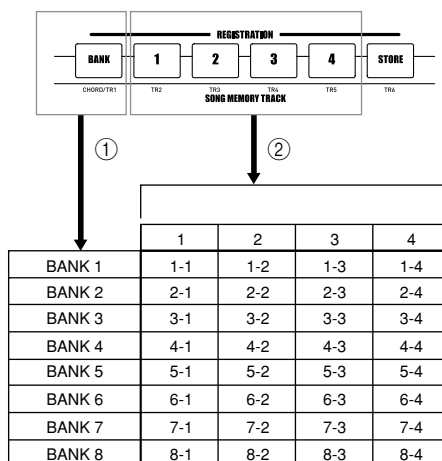 REGISTRATION
BANK 1 2 3 4 STORE
CHORD/TR1 TR2 TR3 TR4 TR5 TR6
SONG MEMORY TRACK
① ②
1 2 3 4
BANK 1 1-1 1-2 1-3 1-4
BANK 2 2-1 2-2 2-3 2-4
BANK 3 3-1 3-2 3-3 3-4
BANK 4 4-1 4-2 4-3 4-4
BANK 5 5-1 5-2 5-3 5-4
BANK 6 6-1 6-2 6-3 6-4
BANK 7 7-1 7-2 7-3 7-4
BANK 8 8-1 8-2 8-3 8-4